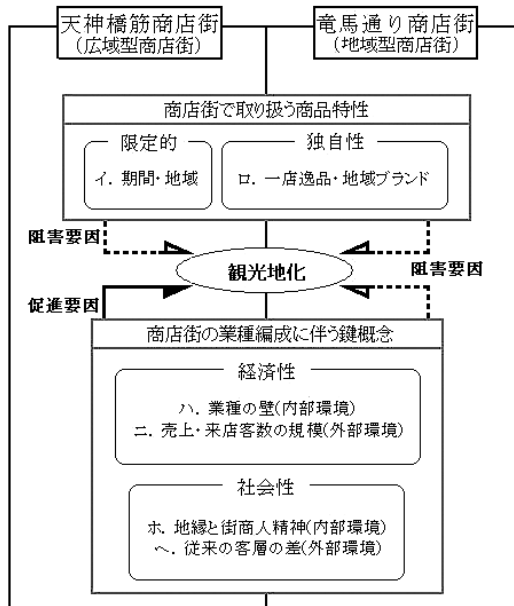 天神橋筋商店街
(広域型商店街)
竜馬通り商店街
(地域型商店街)
商店街で取り扱う商品特性
限定的
イ. 期間・地域
独自性
ロ. 一店逸品・地域ブランド
阻害要因
観光地化
阻害要因
促進要因
商店街の業種編成に伴う鍵概念
経済性
ハ. 業種の壁(内部環境)
ニ. 売上・来店客数の規模(外部環境)
社会性
ホ. 地縁と街商人精神(内部環境)
ヘ. 従来の客層の差(外部環境)